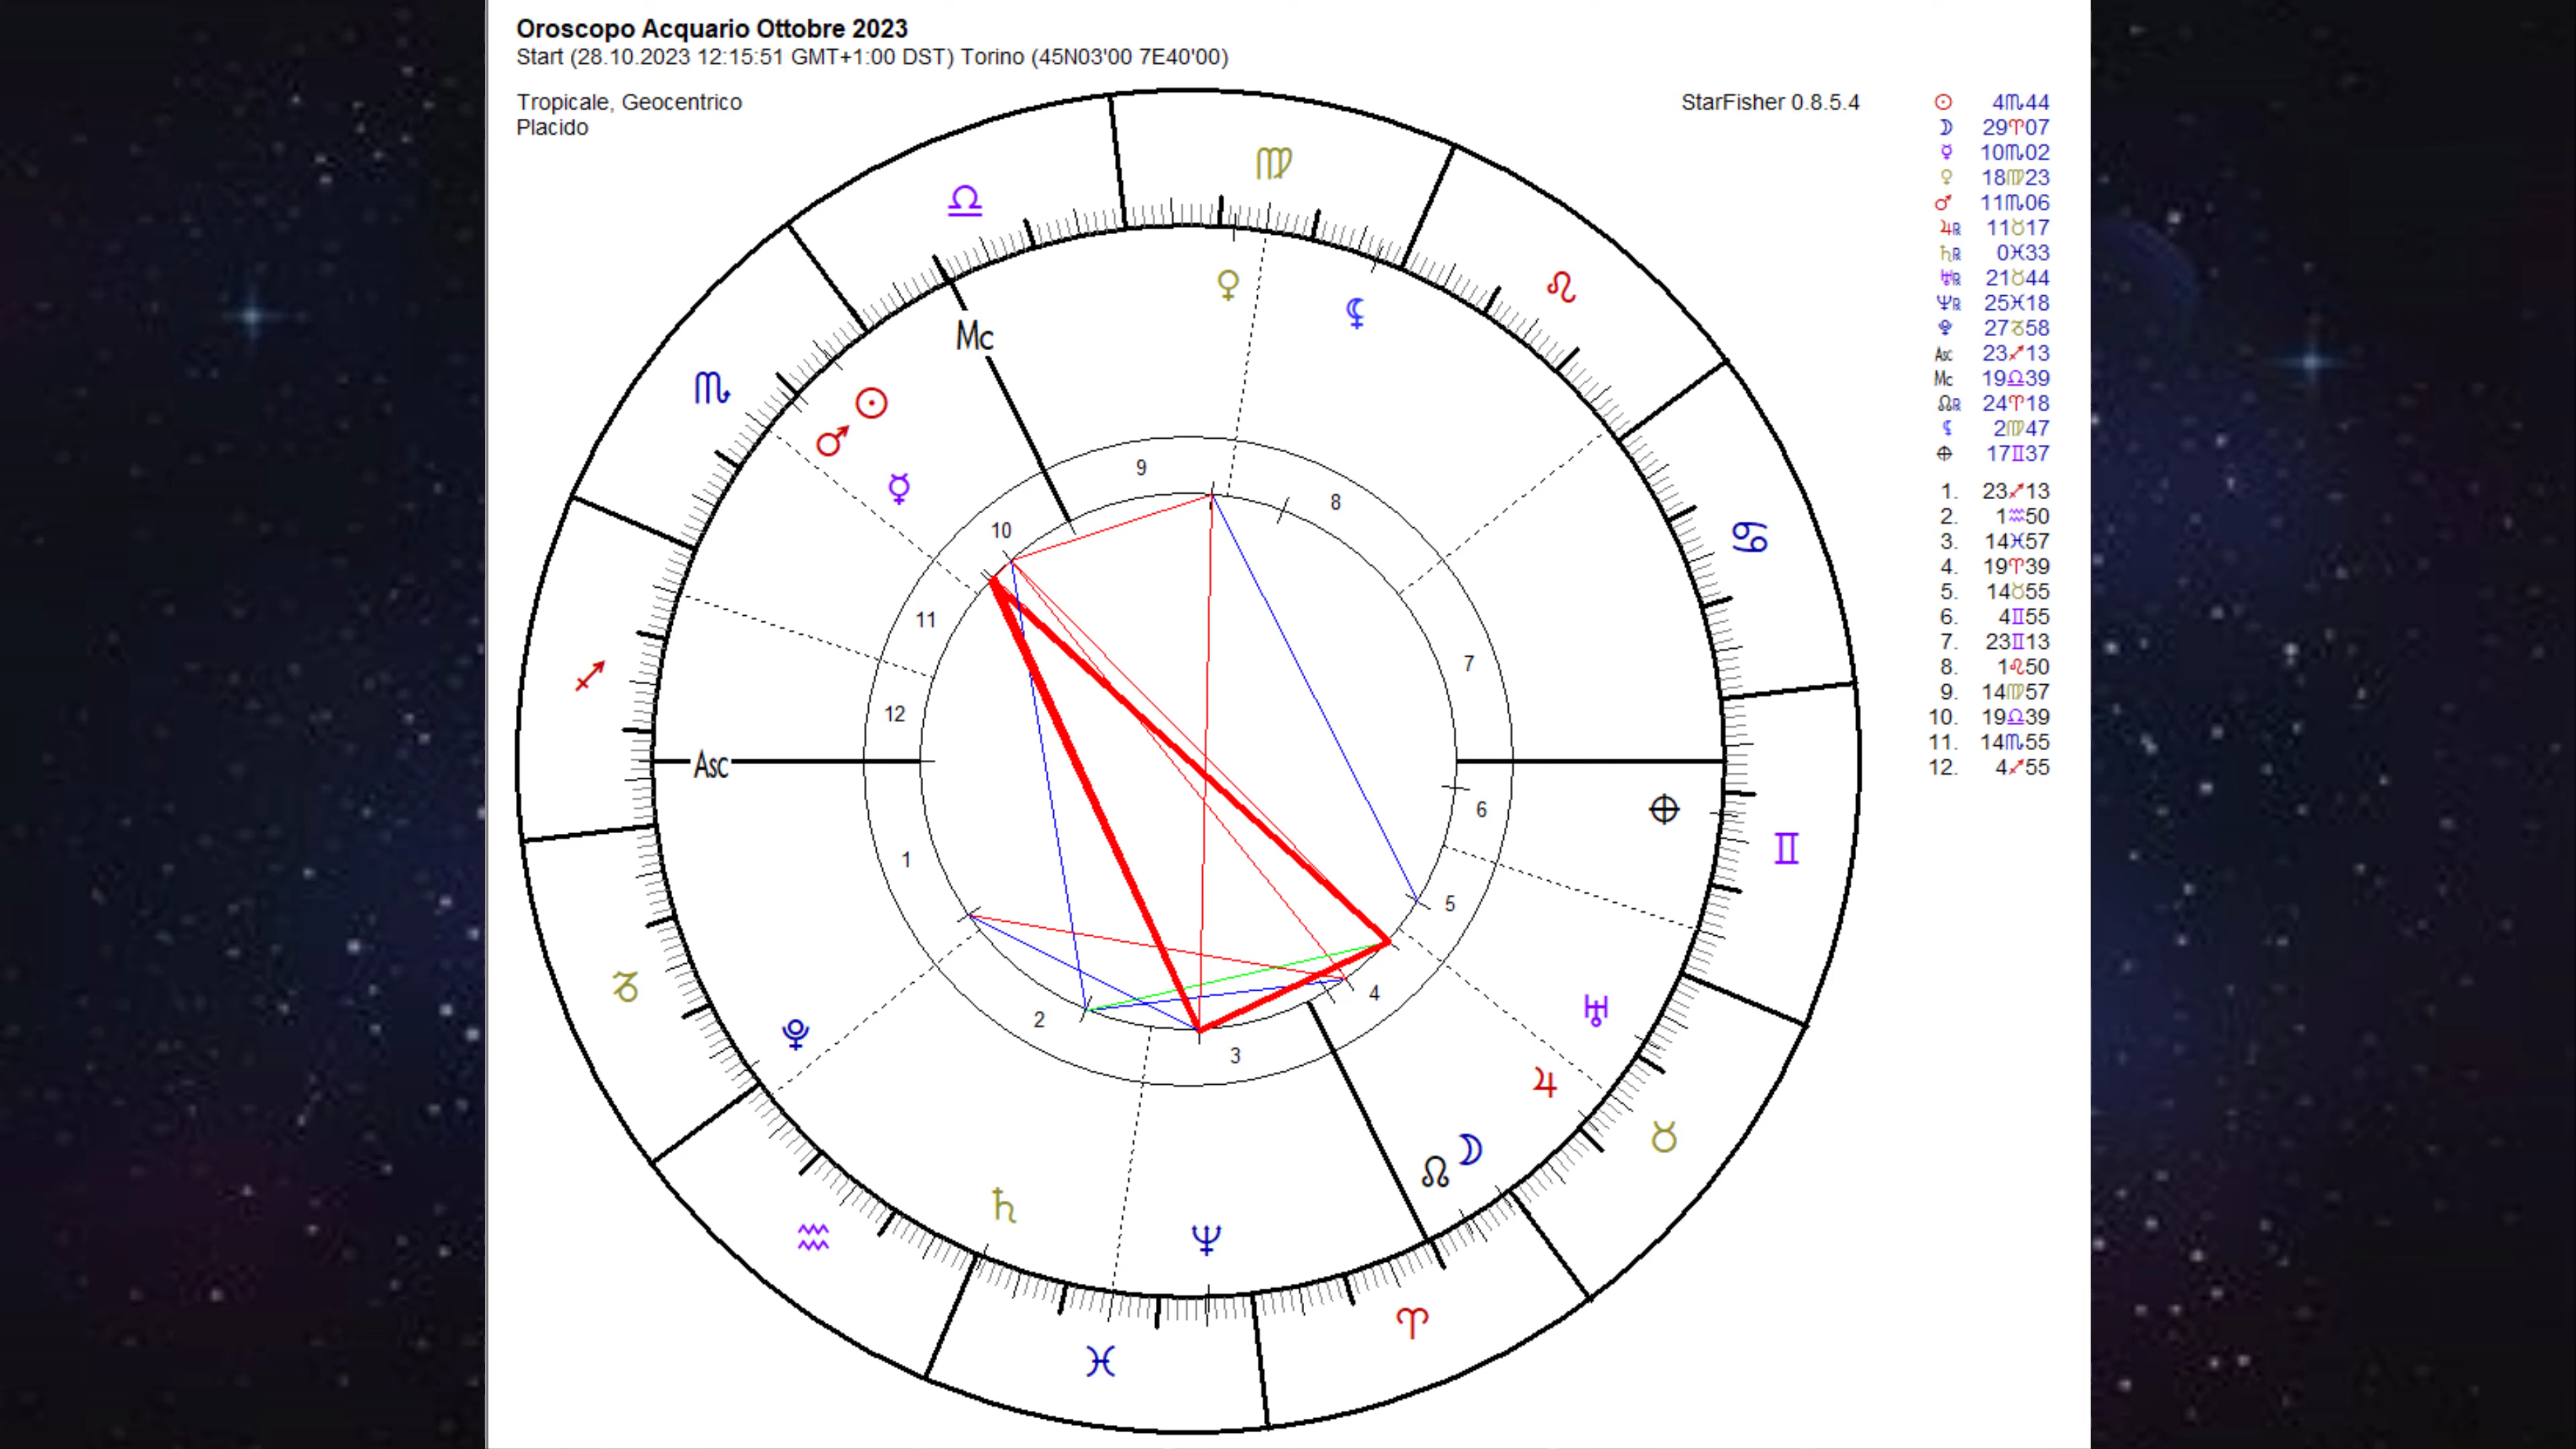 Oroscopo Acquario Ottobre 2023
Start (28.10.2023 12:15:51 GMT+1:00 DST) Torino (45N03'00 7E40'00)
Tropicale, Geocentrico
Placido
StarFisher 0.8.5.4
☉ 4♏44
☽ 29♈07
☿ 10♏02
♀ 18♍23
♂ 11♏06
♃R 11♉17
♄R 0♓33
♅R 21♉44
♆R 25♓18
♇ 27♑58
Asc 23♐13
Mc 19♎39
☊R 24♈18
⚸ 2♍47
⊕ 17♊37
1. 23♐13
2. 1♒50
3. 14♓57
4. 19♈39
5. 14♉55
6. 4♊55
7. 23♊13
8. 1♌50
9. 14♍57
10. 19♎39
11. 14♏55
12. 4♐55
Mc
Asc
1
2
3
4
5
6
7
8
9
10
11
12